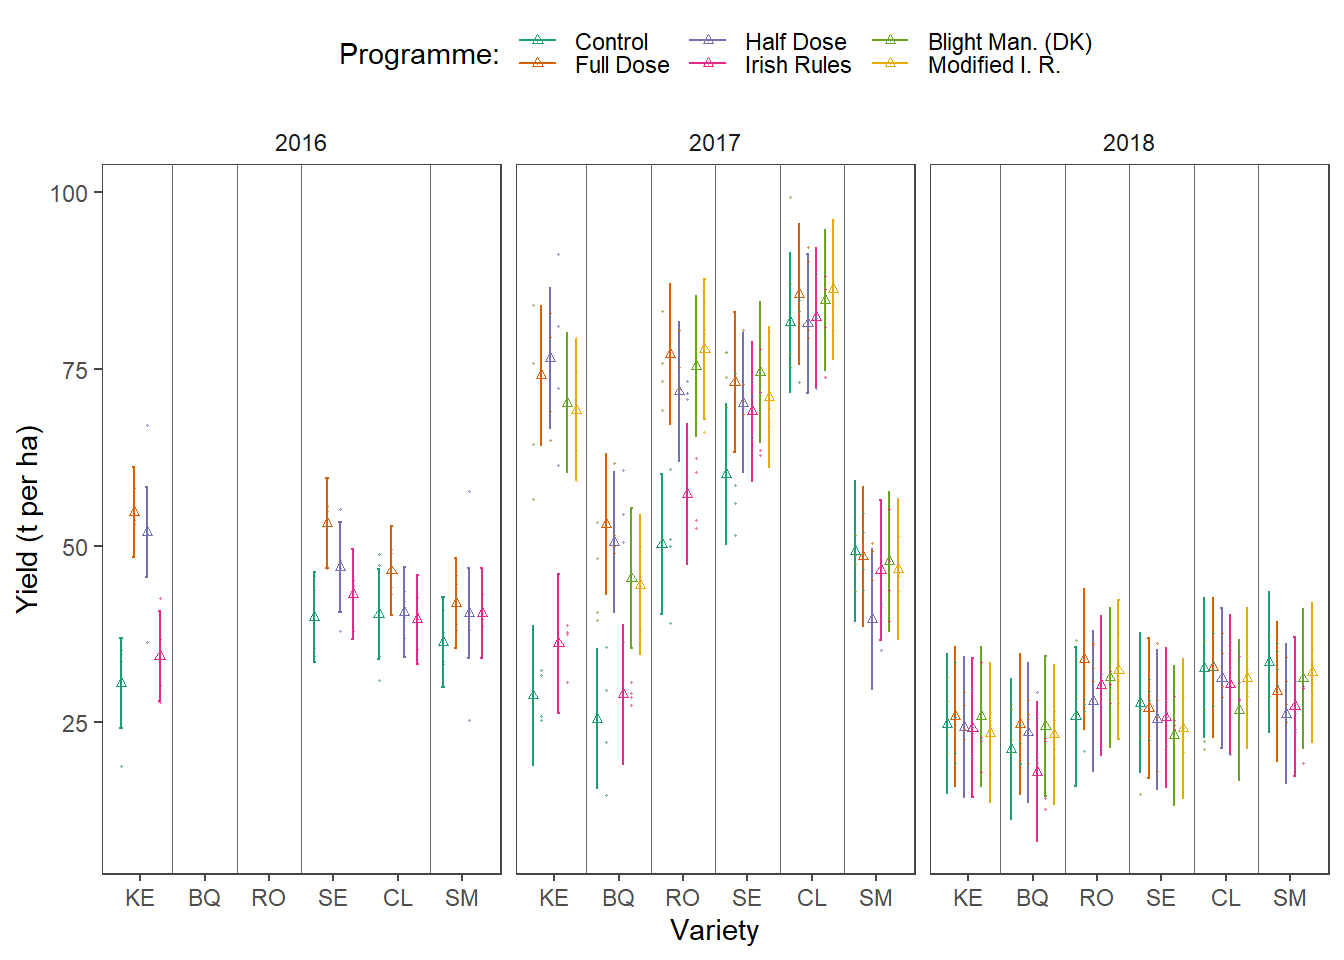 Programme:
Control Half Dose Blight Man. (DK)
Full Dose Irish Rules Modified I. R.
2016 2017 2018
100
75
50
25
Yield (t per ha)
KE BQ RO SE CL SM KE BQ RO SE CL SM KE BQ RO SE CL SM
Variety